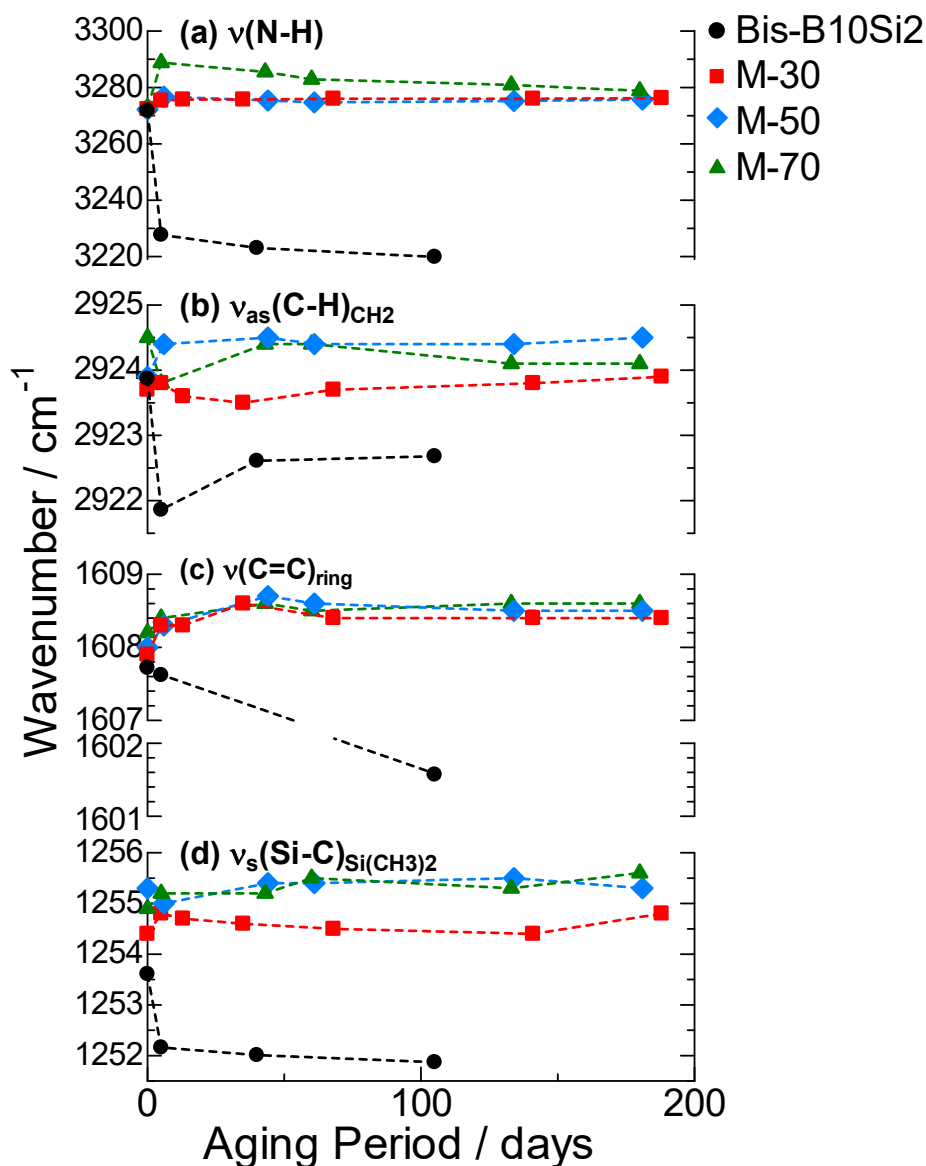 (a) ν(N-H)
3300
3280
3260
3240
3220
Bis-B10Si2
M-30
M-50
M-70
(b) νas(C-H)CH2
2925
2924
2923
2922
(c) ν(C=C)ring
1609
1608
1607
1602
1601
(d) νs(Si-C)Si(CH3)2
1256
1255
1254
1253
1252
0
100
200
Aging Period / days
Wavenumber / cm-1